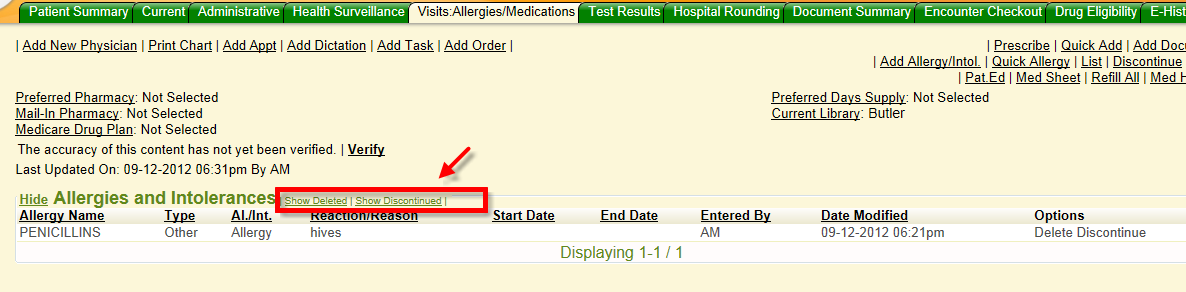 Patient Summary Current Administrative Health Surveillance Visits:Allergies/Medications Test Results Hospital Rounding Document Summary Encounter Checkout Drug Eligibility E-Hist
| Add New Physician | Print Chart | Add Appt | Add Dictation | Add Task | Add Order |
| Prescribe | Quick Add | Add Docu
| Add Allergy/Intol. | Quick Allergy | List | Discontinue
| Pat.Ed | Med Sheet | Refill All | Med H
Preferred Pharmacy: Not Selected Preferred Days Supply: Not Selected
Mail-In Pharmacy: Not Selected Current Library: Butler
Medicare Drug Plan: Not Selected
The accuracy of this content has not yet been verified. | Verify
Last Updated On: 09-12-2012 06:31pm By AM
Hide Allergies and Intolerances | Show Deleted | Show Discontinued |
Allergy Name Type Al./Int. Reaction/Reason Start Date End Date Entered By Date Modified Options
PENICILLINS Other Allergy hives AM 09-12-2012 06:21pm Delete Discontinue
Displaying 1-1 / 1